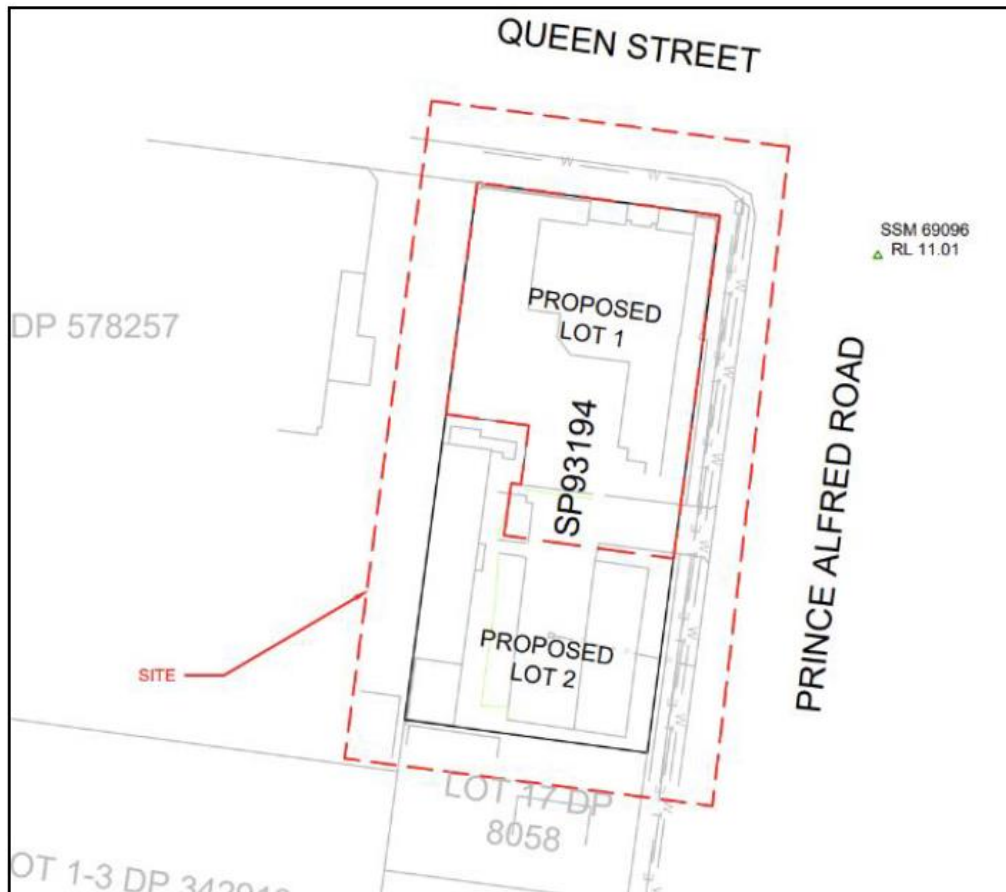 QUEEN STREET
W
W
SSM 69096
RL 11.01
W
PROPOSED
LOT 1
DP 578257
W
W
PRINCE ALFRED ROAD
SP93194
W
W
W
PROPOSED
LOT 2
SITE
W
W
LOT 17 DP
8058
W
OT 1-3 DP